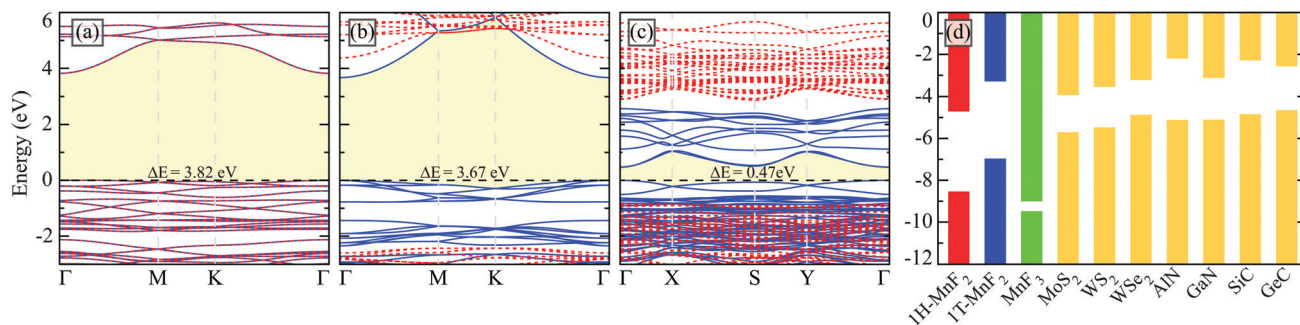 (a)
(b)
(c)
(d)
Energy (eV)
6
4
2
0
-2
ΔE = 3.82 eV
ΔE = 3.67 eV
ΔE = 0.47eV
Γ M K Γ
Γ M K Γ
Γ X S Y Γ
0
-2
-4
-6
-8
-10
-12
1H-MnF₂
1T-MnF₂
MnF₃
MoS₂
WS₂
WSe₂
AlN
GaN
SiC
GeC